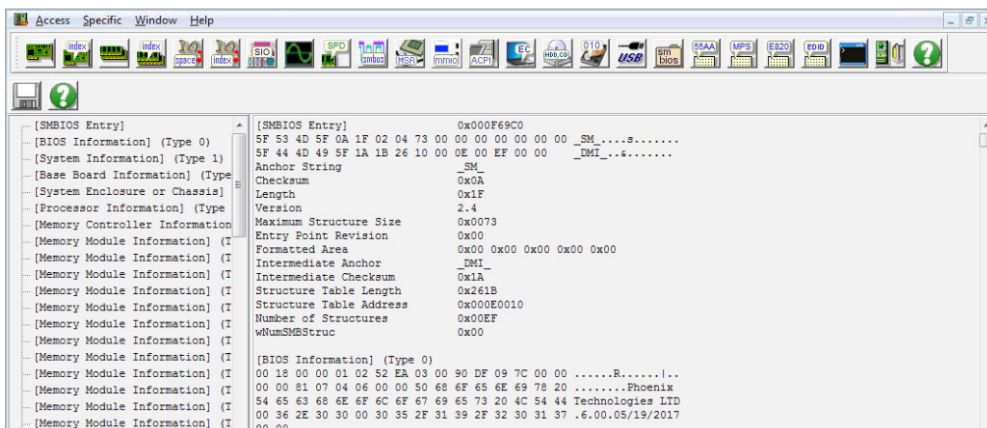 Access Specific Window Help
index
index
space
index
SIO
SPD
smbus
MSR
mmio
ACPI
EC
HDD,CD
010
USB
sm
bios
55AA
MPS
E820
EDID
[SMBIOS Entry]
[BIOS Information] (Type 0)
[System Information] (Type 1)
[Base Board Information] (Type
[System Enclosure or Chassis]
[Processor Information] (Type
[Memory Controller Information
[Memory Module Information] (T
[Memory Module Information] (T
[Memory Module Information] (T
[Memory Module Information] (T
[Memory Module Information] (T
[Memory Module Information] (T
[Memory Module Information] (T
[Memory Module Information] (T
[Memory Module Information] (T
[Memory Module Information] (T
[Memory Module Information] (T
[Memory Module Information] (T
[SMBIOS Entry] 0x000F69C0
5F 53 4D 5F 0A 1F 02 04 73 00 00 00 00 00 00 00 _SM_....s.......
5F 44 4D 49 5F 1A 1B 26 10 00 0E 00 EF 00 00 _DMI_..&.......
Anchor String _SM_
Checksum 0x0A
Length 0x1F
Version 2.4
Maximum Structure Size 0x0073
Entry Point Revision 0x00
Formatted Area 0x00 0x00 0x00 0x00 0x00
Intermediate Anchor _DMI_
Intermediate Checksum 0x1A
Structure Table Length 0x261B
Structure Table Address 0x000E0010
Number of Structures 0x00EF
wNumSMBStruc 0x00
[BIOS Information] (Type 0)
00 18 00 00 01 02 52 EA 03 00 90 DF 09 7C 00 00 ......R......|..
00 00 81 07 04 06 00 00 50 68 6F 65 6E 69 78 20 ........Phoenix
54 65 63 68 6E 6F 6C 6F 67 69 65 73 20 4C 54 44 Technologies LTD
00 36 2E 30 30 00 30 35 2F 31 39 2F 32 30 31 37 .6.00.05/19/2017
00 00